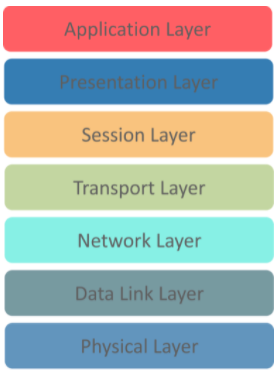 Application Layer
Presentation Layer
Session Layer
Transport Layer
Network Layer
Data Link Layer
Physical Layer